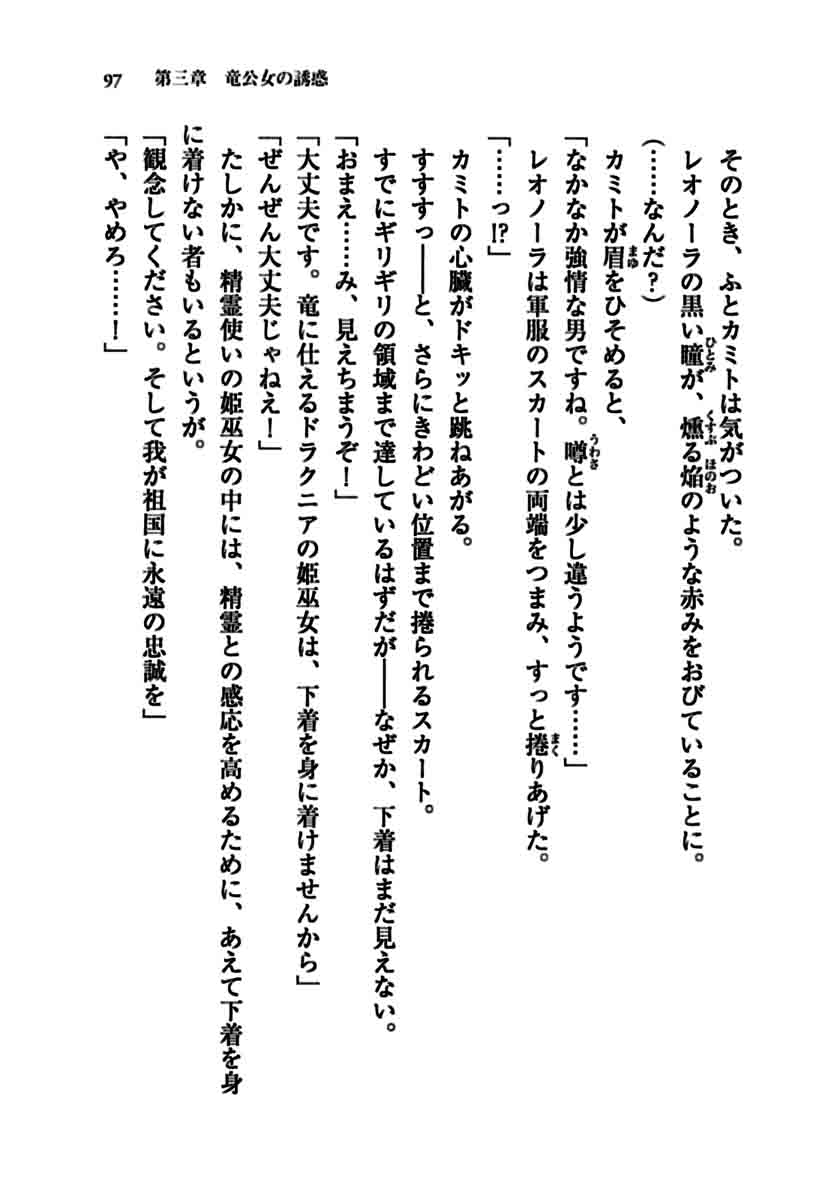 97　第三章　竜公女の誘惑
そのとき、ふとカミトは気がついた。
レオノーラの黒い瞳が、燻る焔のような赤みをおびていることに。
(……なんだ？)
カミトが眉をひそめると、
「なかなか強情な男ですね。噂とは少し違うようです……」
レオノーラは軍服のスカートの両端をつまみ、すっと捲りあげた。
「……っ!?」
カミトの心臓がドキッと跳ねあがる。
すすすっ――と、さらにきわどい位置まで捲られるスカート。
すでにギリギリの領域まで達しているはずだが――なぜか、下着はまだ見えない。
「おまえ……み、見えちまうぞ！」
「大丈夫です。竜に仕えるドラクニアの姫巫女は、下着を身に着けませんから」
「ぜんぜん大丈夫じゃねえ！」
たしかに、精霊使いの姫巫女の中には、精霊との感応を高めるために、あえて下着を身
に着けない者もいるというが。
「観念してください。そして我が祖国に永遠の忠誠を」
「や、やめろ……！」